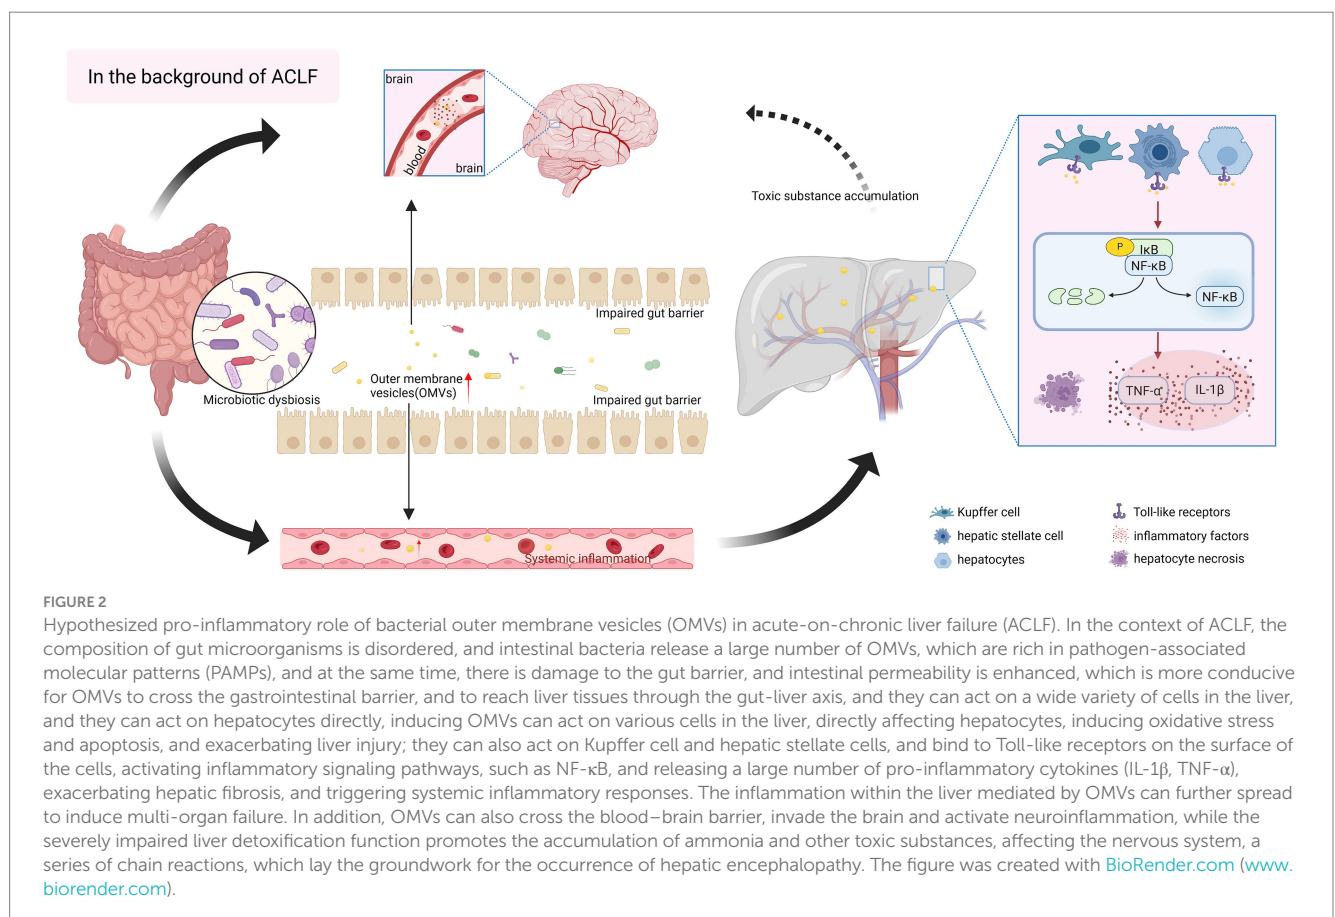 In the background of ACLF
brain
blood
brain
Toxic substance accumulation
Impaired gut barrier
Outer membrane
vesicles(OMVs)
Impaired gut barrier
Microbiotic dysbiosis
Systemic inflammation
P
IκB
NF-κB
NF-κB
TNF-α
IL-1β
Kupffer cell
hepatic stellate cell
hepatocytes
Toll-like receptors
inflammatory factors
hepatocyte necrosis
FIGURE 2
Hypothesized pro-inflammatory role of bacterial outer membrane vesicles (OMVs) in acute-on-chronic liver failure (ACLF). In the context of ACLF, the
composition of gut microorganisms is disordered, and intestinal bacteria release a large number of OMVs, which are rich in pathogen-associated
molecular patterns (PAMPs), and at the same time, there is damage to the gut barrier, and intestinal permeability is enhanced, which is more conducive
for OMVs to cross the gastrointestinal barrier, and to reach liver tissues through the gut-liver axis, and they can act on a wide variety of cells in the liver,
and they can act on hepatocytes directly, inducing OMVs can act on various cells in the liver, directly affecting hepatocytes, inducing oxidative stress
and apoptosis, and exacerbating liver injury; they can also act on Kupffer cell and hepatic stellate cells, and bind to Toll-like receptors on the surface of
the cells, activating inflammatory signaling pathways, such as NF-κB, and releasing a large number of pro-inflammatory cytokines (IL-1β, TNF-α),
exacerbating hepatic fibrosis, and triggering systemic inflammatory responses. The inflammation within the liver mediated by OMVs can further spread
to induce multi-organ failure. In addition, OMVs can also cross the blood–brain barrier, invade the brain and activate neuroinflammation, while the
severely impaired liver detoxification function promotes the accumulation of ammonia and other toxic substances, affecting the nervous system, a
series of chain reactions, which lay the groundwork for the occurrence of hepatic encephalopathy. The figure was created with BioRender.com (www.
biorender.com).